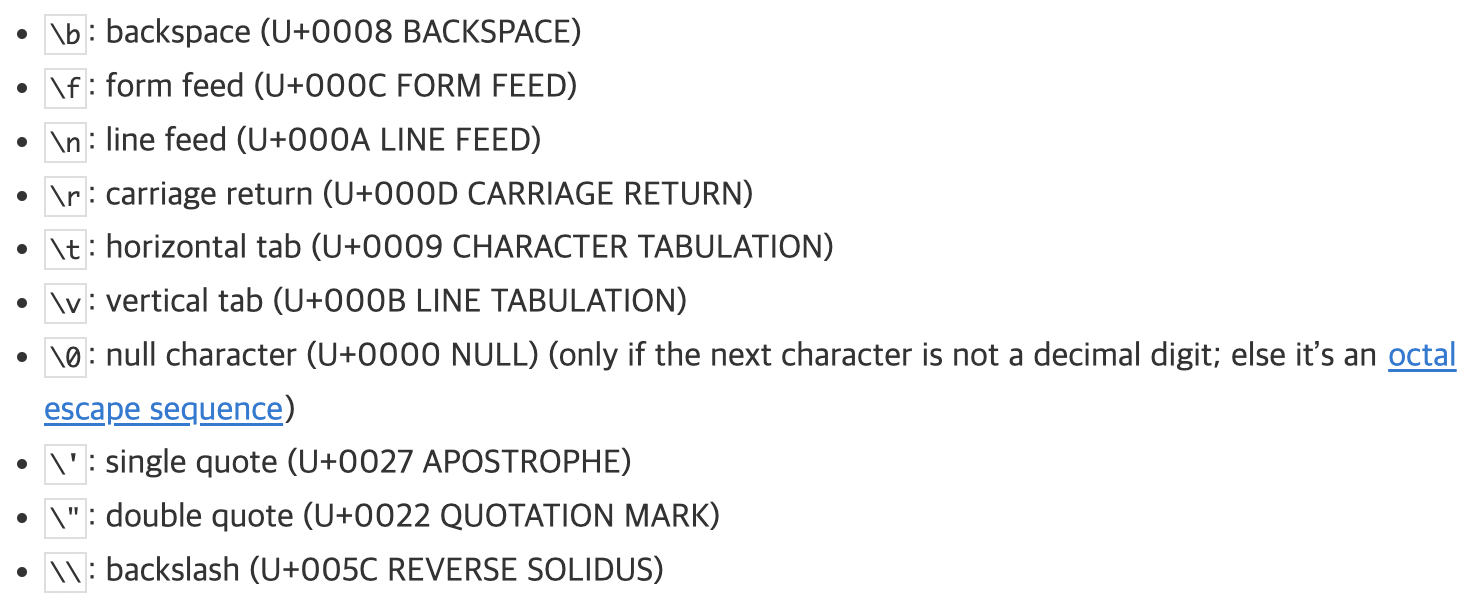 • \b: backspace (U+0008 BACKSPACE)
• \f: form feed (U+000C FORM FEED)
• \n: line feed (U+000A LINE FEED)
• \r: carriage return (U+000D CARRIAGE RETURN)
• \t: horizontal tab (U+0009 CHARACTER TABULATION)
• \v: vertical tab (U+000B LINE TABULATION)
• \0: null character (U+0000 NULL) (only if the next character is not a decimal digit; else it’s an octal
escape sequence)
• \': single quote (U+0027 APOSTROPHE)
• \": double quote (U+0022 QUOTATION MARK)
• \\: backslash (U+005C REVERSE SOLIDUS)